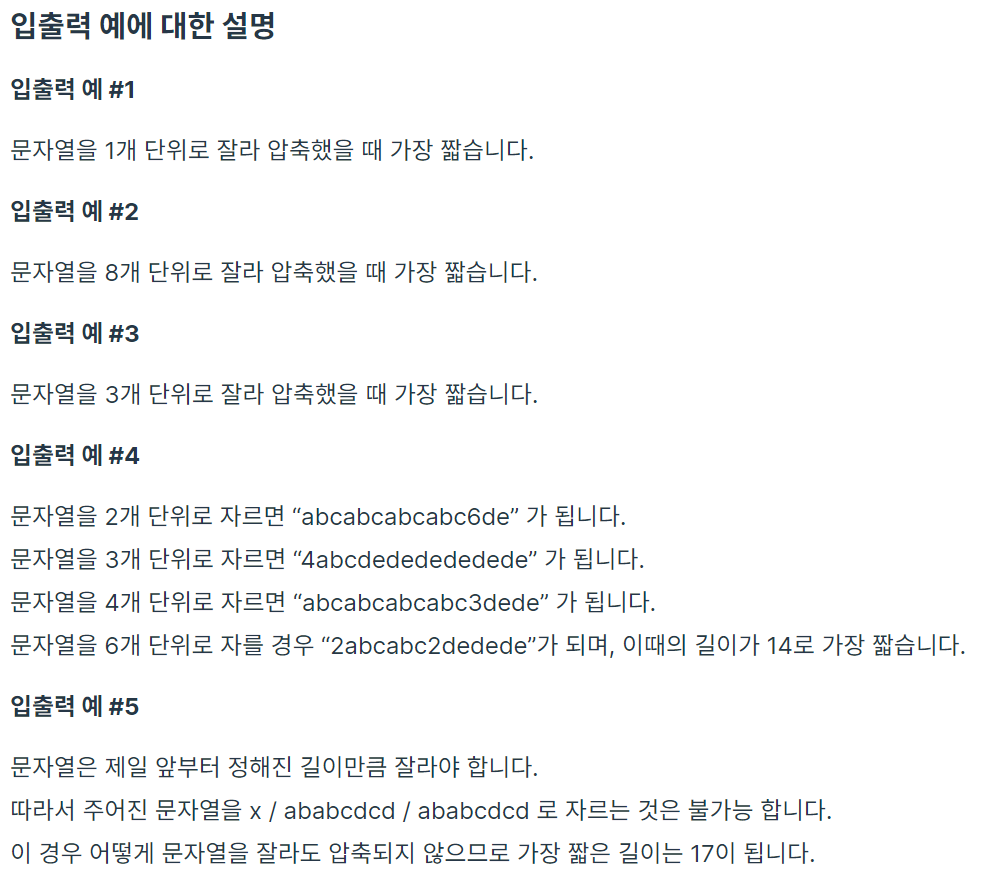 입출력 예에 대한 설명
입출력 예 #1
문자열을 1개 단위로 잘라 압축했을 때 가장 짧습니다.
입출력 예 #2
문자열을 8개 단위로 잘라 압축했을 때 가장 짧습니다.
입출력 예 #3
문자열을 3개 단위로 잘라 압축했을 때 가장 짧습니다.
입출력 예 #4
문자열을 2개 단위로 자르면 “abcabcabcabc6de” 가 됩니다.
문자열을 3개 단위로 자르면 “4abcdededededede” 가 됩니다.
문자열을 4개 단위로 자르면 “abcabcabcabc3dede” 가 됩니다.
문자열을 6개 단위로 자를 경우 “2abcabc2dedede”가 되며, 이때의 길이가 14로 가장 짧습니다.
입출력 예 #5
문자열은 제일 앞부터 정해진 길이만큼 잘라야 합니다.
따라서 주어진 문자열을 x / ababcdcd / ababcdcd 로 자르는 것은 불가능 합니다.
이 경우 어떻게 문자열을 잘라도 압축되지 않으므로 가장 짧은 길이는 17이 됩니다.